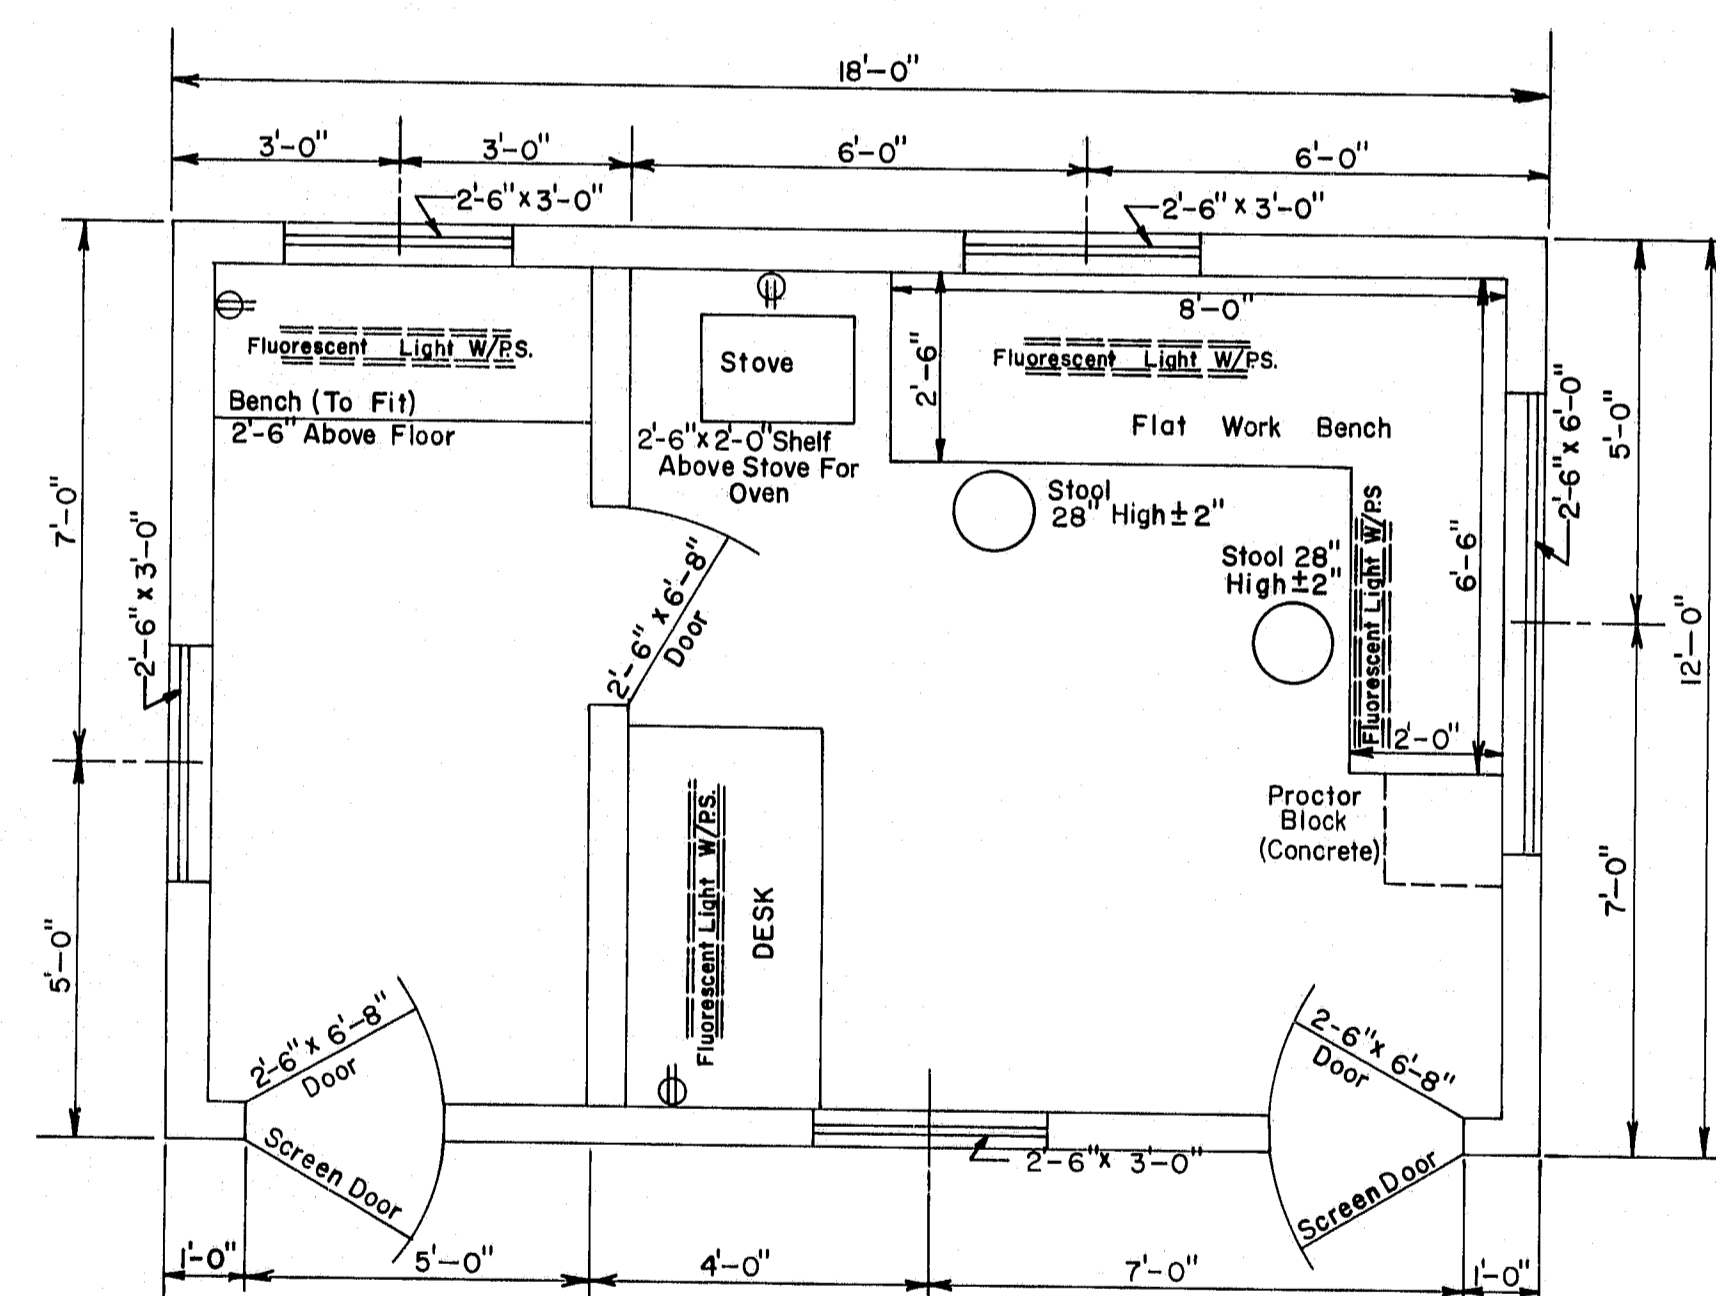 18'-0"
3'-0"
3'-0"
6'-0"
6'-0"
2'-6" x 3'-0"
2'-6" x 3'-0"
8'-0"
2'-6"
Fluorescent Light W/P.S.
Stove
Fluorescent Light W/P.S.
Bench (To Fit)
2'-6" Above Floor
2'-6" x 2'-0" Shelf
Above Stove For
Oven
Flat Work Bench
2'-6" x 6'-0"
5'-0"
Stool
28" High ± 2"
Stool 28"
High ± 2"
Fluorescent Light W/P.S
6'-6"
12'-0"
7'-0"
2'-6" x 3'-0"
2'-6" x 6'-8"
Door
2'-0"
Proctor
Block
(Concrete)
7'-0"
Fluorescent Light W/P.S.
DESK
5'-0"
2'-6" x 6'-8"
Door
Screen Door
2-6" x 6'-8"
Door
Screen Door
2'-6" x 3'-0"
1'-0"
5'-0"
4'-0"
7'-0"
1'-0"